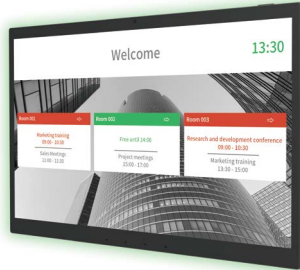 Welcome
13:30
Room 001
Marketing training
09:00 - 10:30
Sales Meetings
11:00 - 13:00
Room 002
Free until 14:00
Project meetings
15:00 - 17:00
Room 003
Research and development conference
09:00 - 10:30
Marketing training
13:30 - 15:00